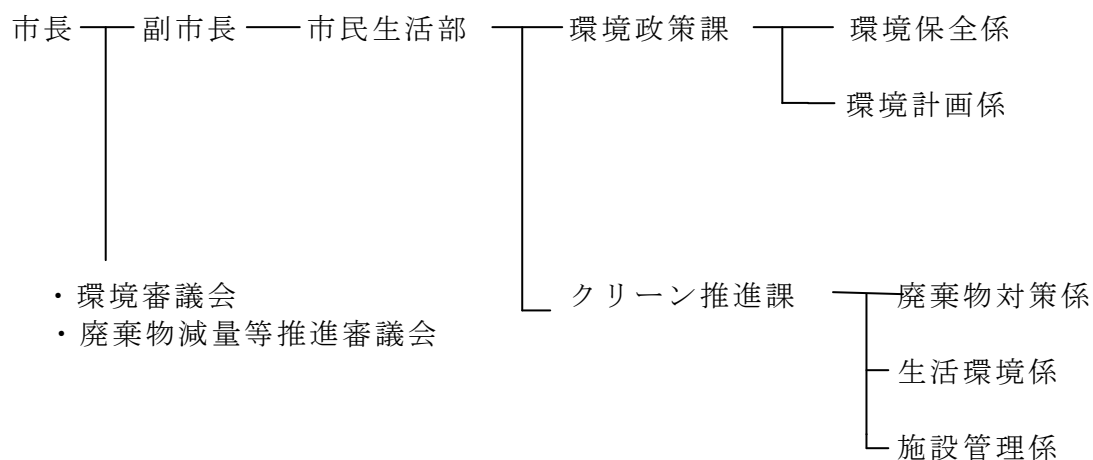 市長 副市長 市民生活部 環境政策課 環境保全係
環境計画係
・環境審議会
・廃棄物減量等推進審議会
クリーン推進課 廃棄物対策係
生活環境係
施設管理係